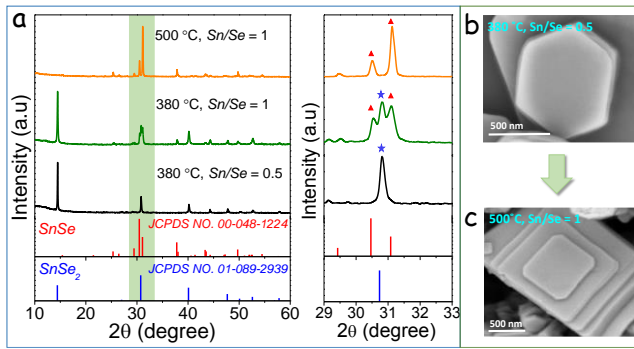 a
500 °C, Sn/Se = 1
380 °C, Sn/Se = 1
380 °C, Sn/Se = 0.5
SnSe JCPDS NO. 00-048-1224
SnSe₂ JCPDS NO. 01-089-2939
Intensity (a.u)
10 20 30 40 50 60
2θ (degree)
Intensity (a.u)
29 30 31 32 33
2θ (degree)
b
380 °C, Sn/Se = 0.5
500 nm
c
500°C, Sn/Se = 1
500 nm